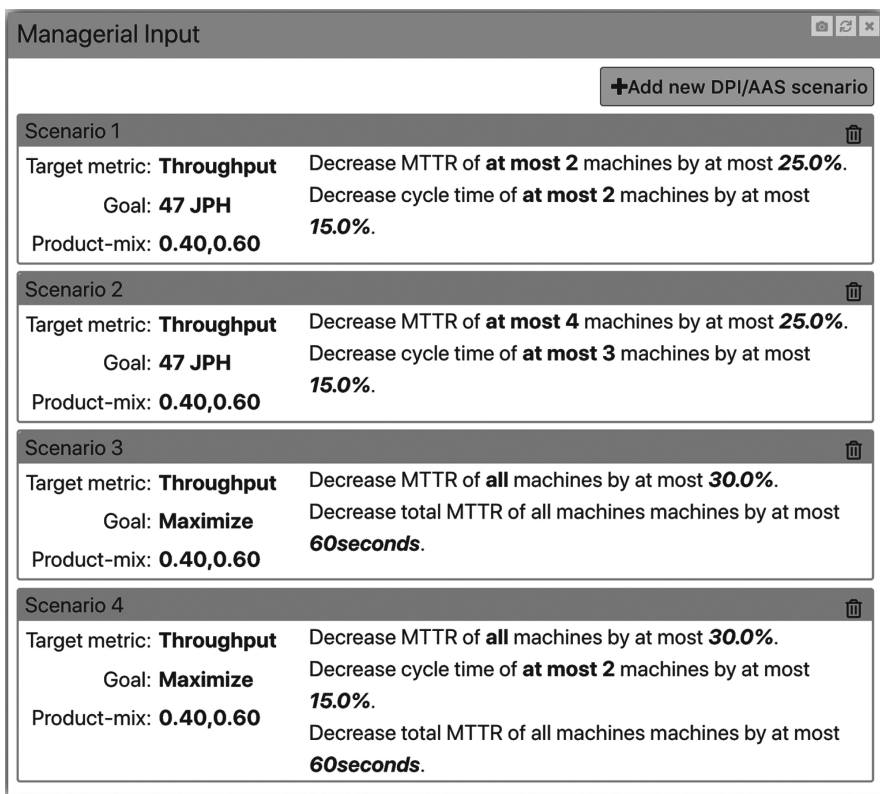 Managerial Input
+Add new DPI/AAS scenario
Scenario 1
Target metric: Throughput
Goal: 47 JPH
Product-mix: 0.40,0.60
Decrease MTTR of at most 2 machines by at most 25.0%.
Decrease cycle time of at most 2 machines by at most
15.0%.
Scenario 2
Target metric: Throughput
Goal: 47 JPH
Product-mix: 0.40,0.60
Decrease MTTR of at most 4 machines by at most 25.0%.
Decrease cycle time of at most 3 machines by at most
15.0%.
Scenario 3
Target metric: Throughput
Goal: Maximize
Product-mix: 0.40,0.60
Decrease MTTR of all machines by at most 30.0%.
Decrease total MTTR of all machines machines by at most
60seconds.
Scenario 4
Target metric: Throughput
Goal: Maximize
Product-mix: 0.40,0.60
Decrease MTTR of all machines by at most 30.0%.
Decrease cycle time of at most 2 machines by at most
15.0%.
Decrease total MTTR of all machines machines by at most
60seconds.